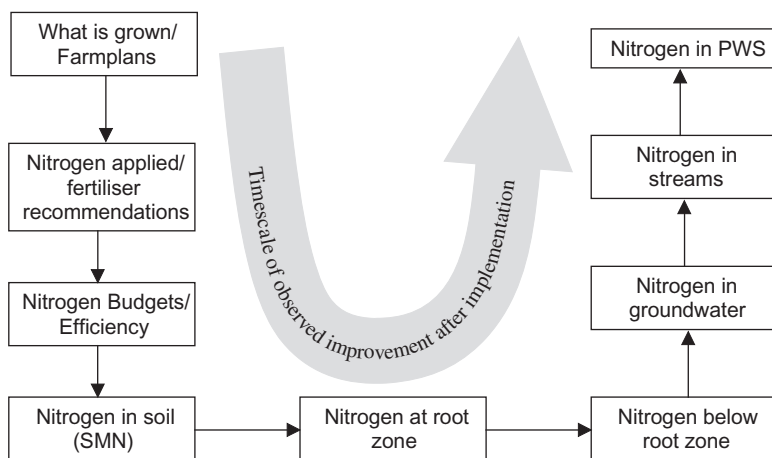 What is grown/
Farmplans
Nitrogen applied/
fertiliser
recommendations
Nitrogen Budgets/
Efficiency
Nitrogen in soil
(SMN)
Nitrogen at root
zone
Nitrogen below
root zone
Nitrogen in
groundwater
Nitrogen in
streams
Nitrogen in PWS
Timescale of observed improvement after implementation